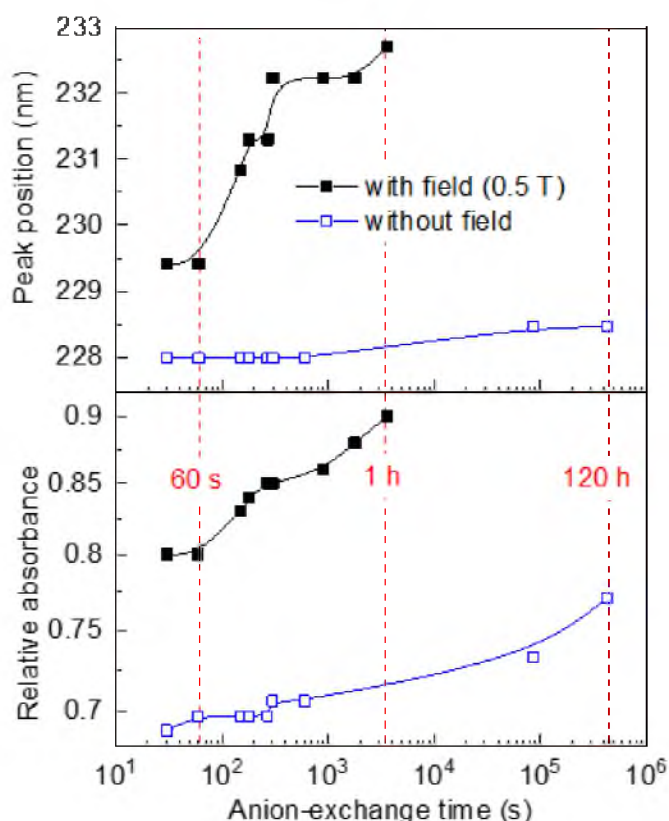 233
232
231
230
229
228
Peak position (nm)
with field (0.5 T)
without field
0.9
0.85
0.8
0.75
0.7
Relative absorbance
60 s
1 h
120 h
10¹ 10² 10³ 10⁴ 10⁵ 10⁶
Anion-exchange time (s)